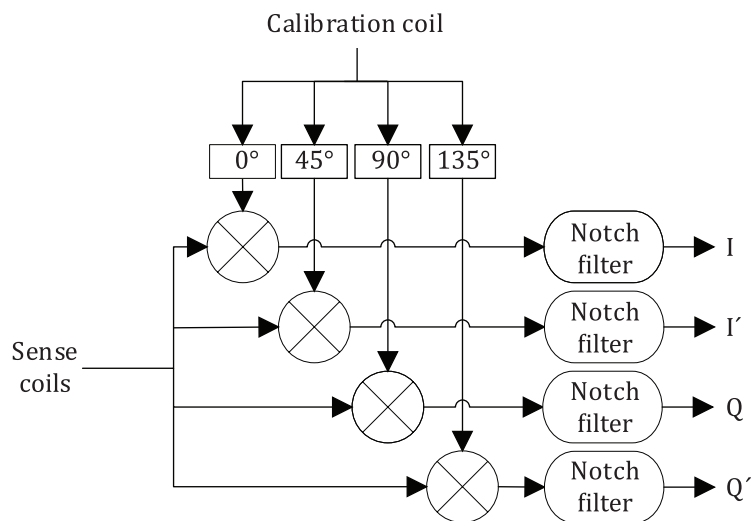 Calibration coil
0°
45°
90°
135°
Notch
filter
I
Notch
filter
I´
Sense
coils
Notch
filter
Q
Notch
filter
Q´